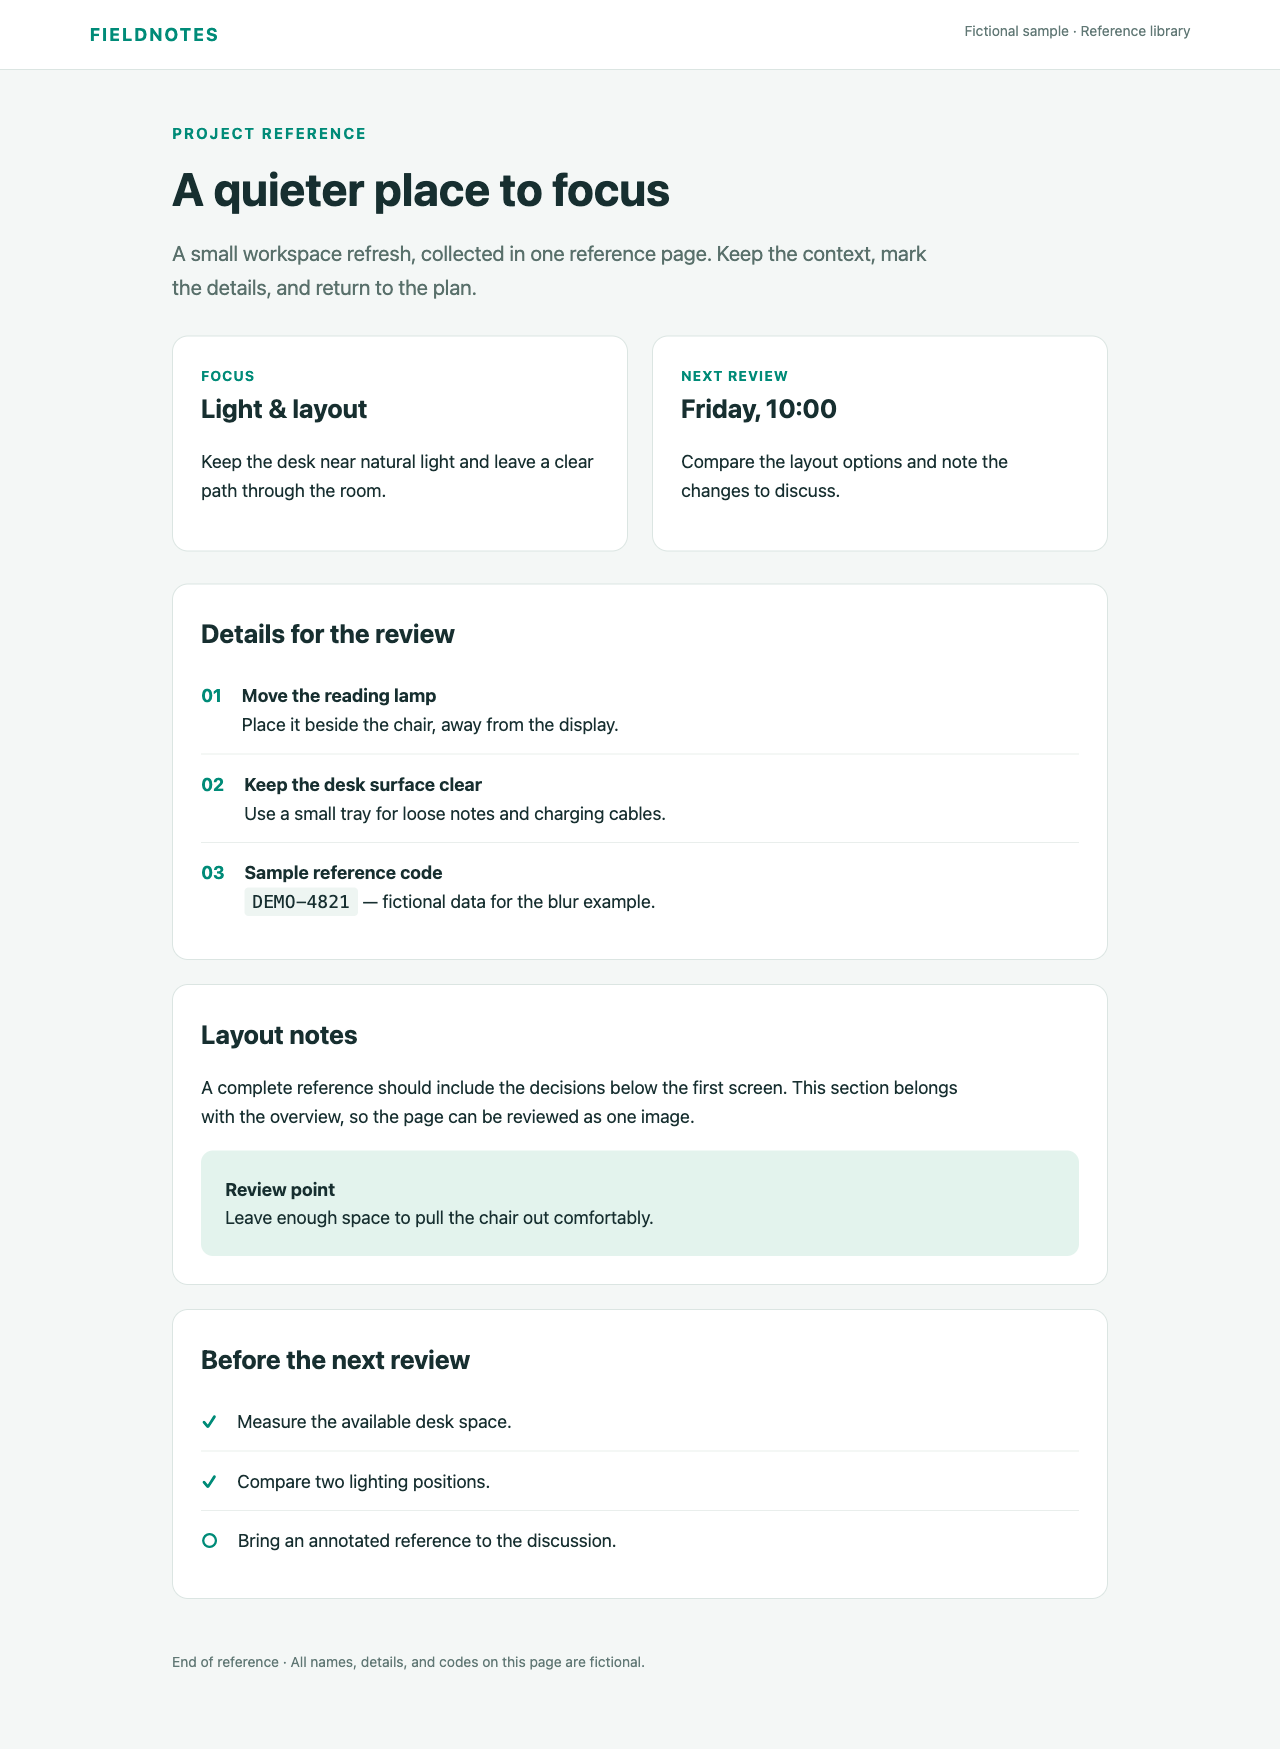 FIELDNOTES
Fictional sample · Reference library
PROJECT REFERENCE
A quieter place to focus
A small workspace refresh, collected in one reference page. Keep the context, mark
the details, and return to the plan.
FOCUS
Light & layout
Keep the desk near natural light and leave a clear
path through the room.
NEXT REVIEW
Friday, 10:00
Compare the layout options and note the
changes to discuss.
Details for the review
01 Move the reading lamp
Place it beside the chair, away from the display.
02 Keep the desk surface clear
Use a small tray for loose notes and charging cables.
03 Sample reference code
DEMO-4821 — fictional data for the blur example.
Layout notes
A complete reference should include the decisions below the first screen. This section belongs
with the overview, so the page can be reviewed as one image.
Review point
Leave enough space to pull the chair out comfortably.
Before the next review
✓ Measure the available desk space.
✓ Compare two lighting positions.
○ Bring an annotated reference to the discussion.
End of reference · All names, details, and codes on this page are fictional.